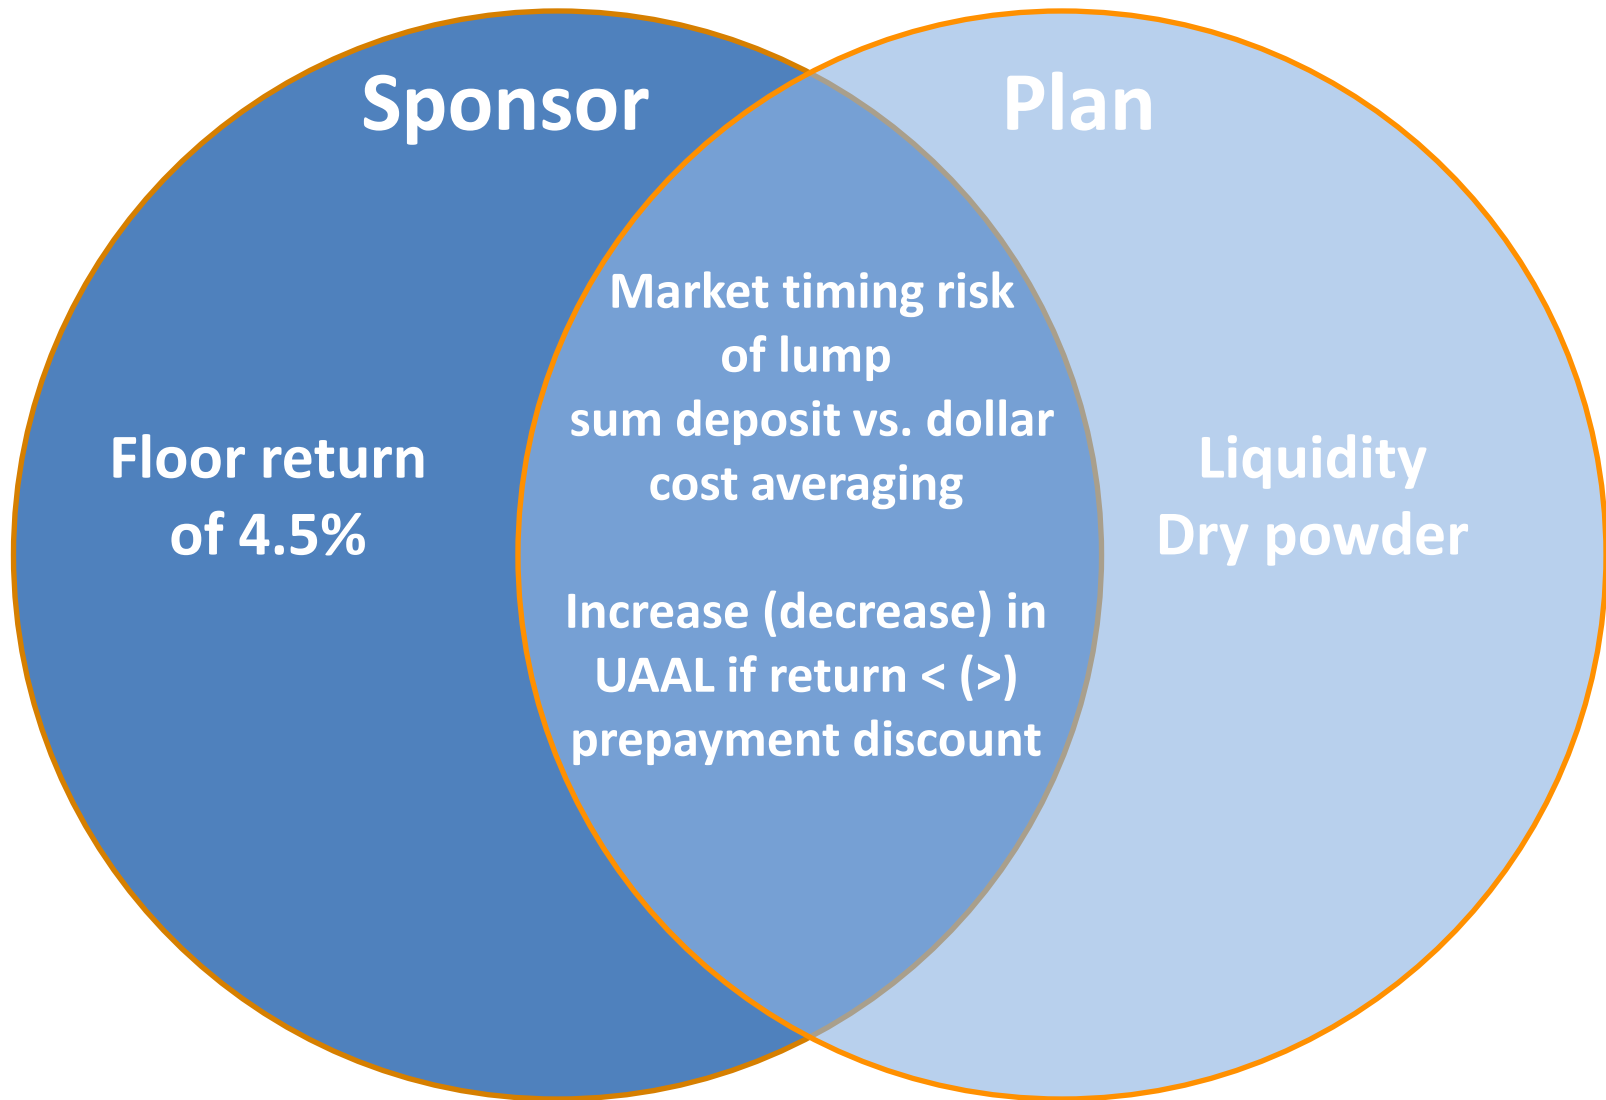 Sponsor
Plan
Floor return
of 4.5%
Market timing risk
of lump
sum deposit vs. dollar
cost averaging
Increase (decrease) in
UAAL if return < (>)
prepayment discount
Liquidity
Dry powder